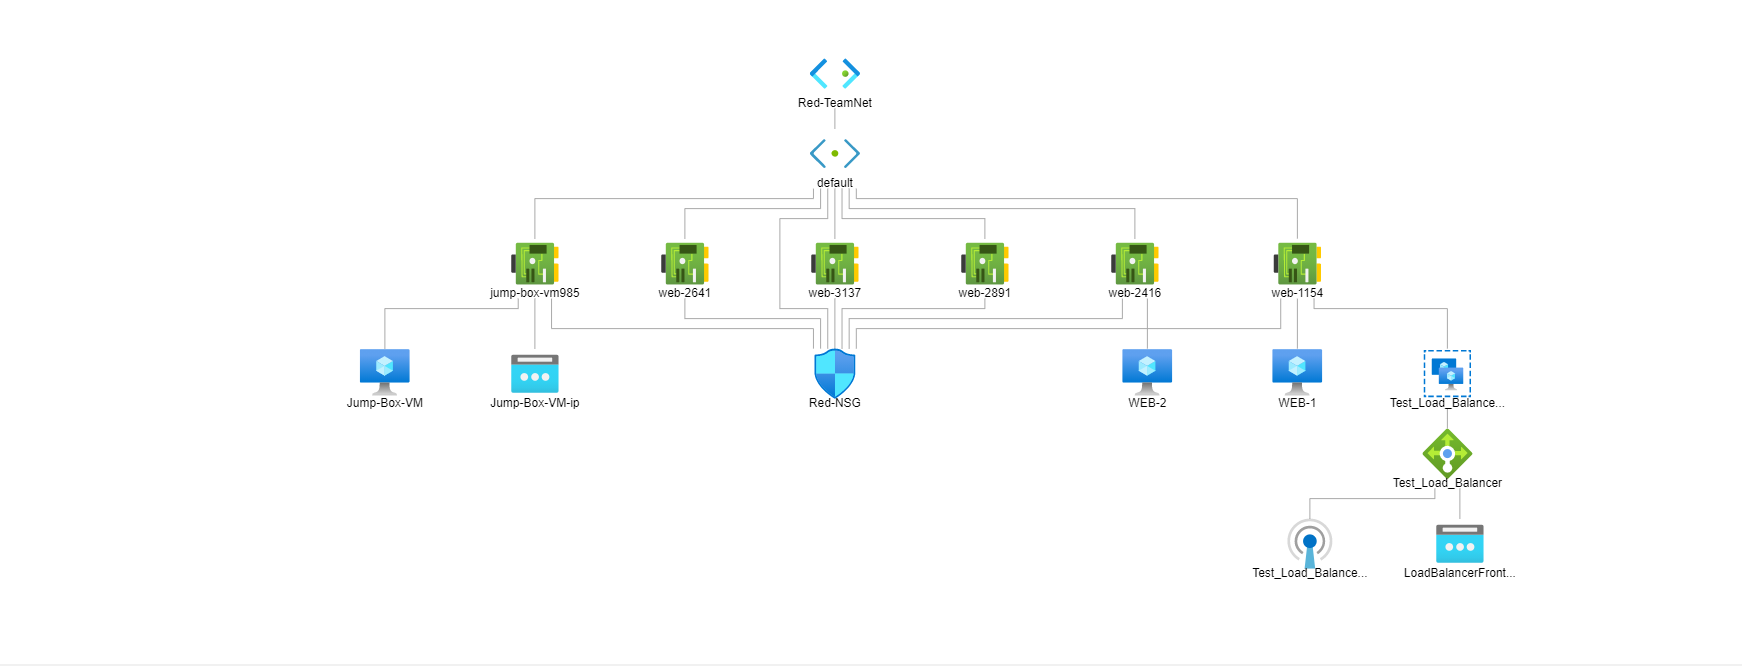 Red-TeamNet
default
jump-box-vm985
web-2641
web-3137
web-2891
web-2416
web-1154
Jump-Box-VM
Jump-Box-VM-ip
Red-NSG
WEB-2
WEB-1
Test_Load_Balance...
Test_Load_Balancer
Test_Load_Balance...
LoadBalancerFront...